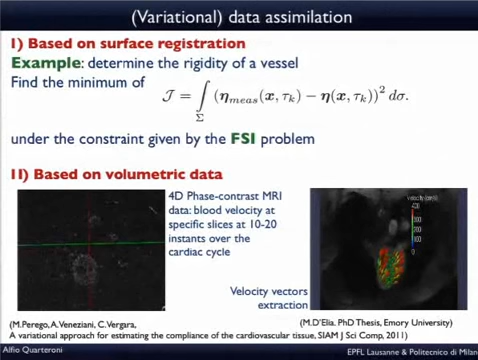 (Variational) data assimilation
I) Based on surface registration
Example: determine the rigidity of a vessel
Find the minimum of
𝒥 = ∫_Σ (η_meas(x, τ_k) − η(x, τ_k))² dσ.
under the constraint given by the FSI problem
II) Based on volumetric data
4D Phase-contrast MRI
data: blood velocity at
specific slices at 10-20
instants over the
cardiac cycle
Velocity vectors
extraction
(M.Perego, A.Veneziani, C.Vergara,
A variational approach for estimating the compliance of the cardiovascular tissue, SIAM J Sci Comp, 2011)
(M.D'Elia. PhD Thesis, Emory University)
Alfio Quarteroni
EPFL Lausanne & Politecnico di Milan